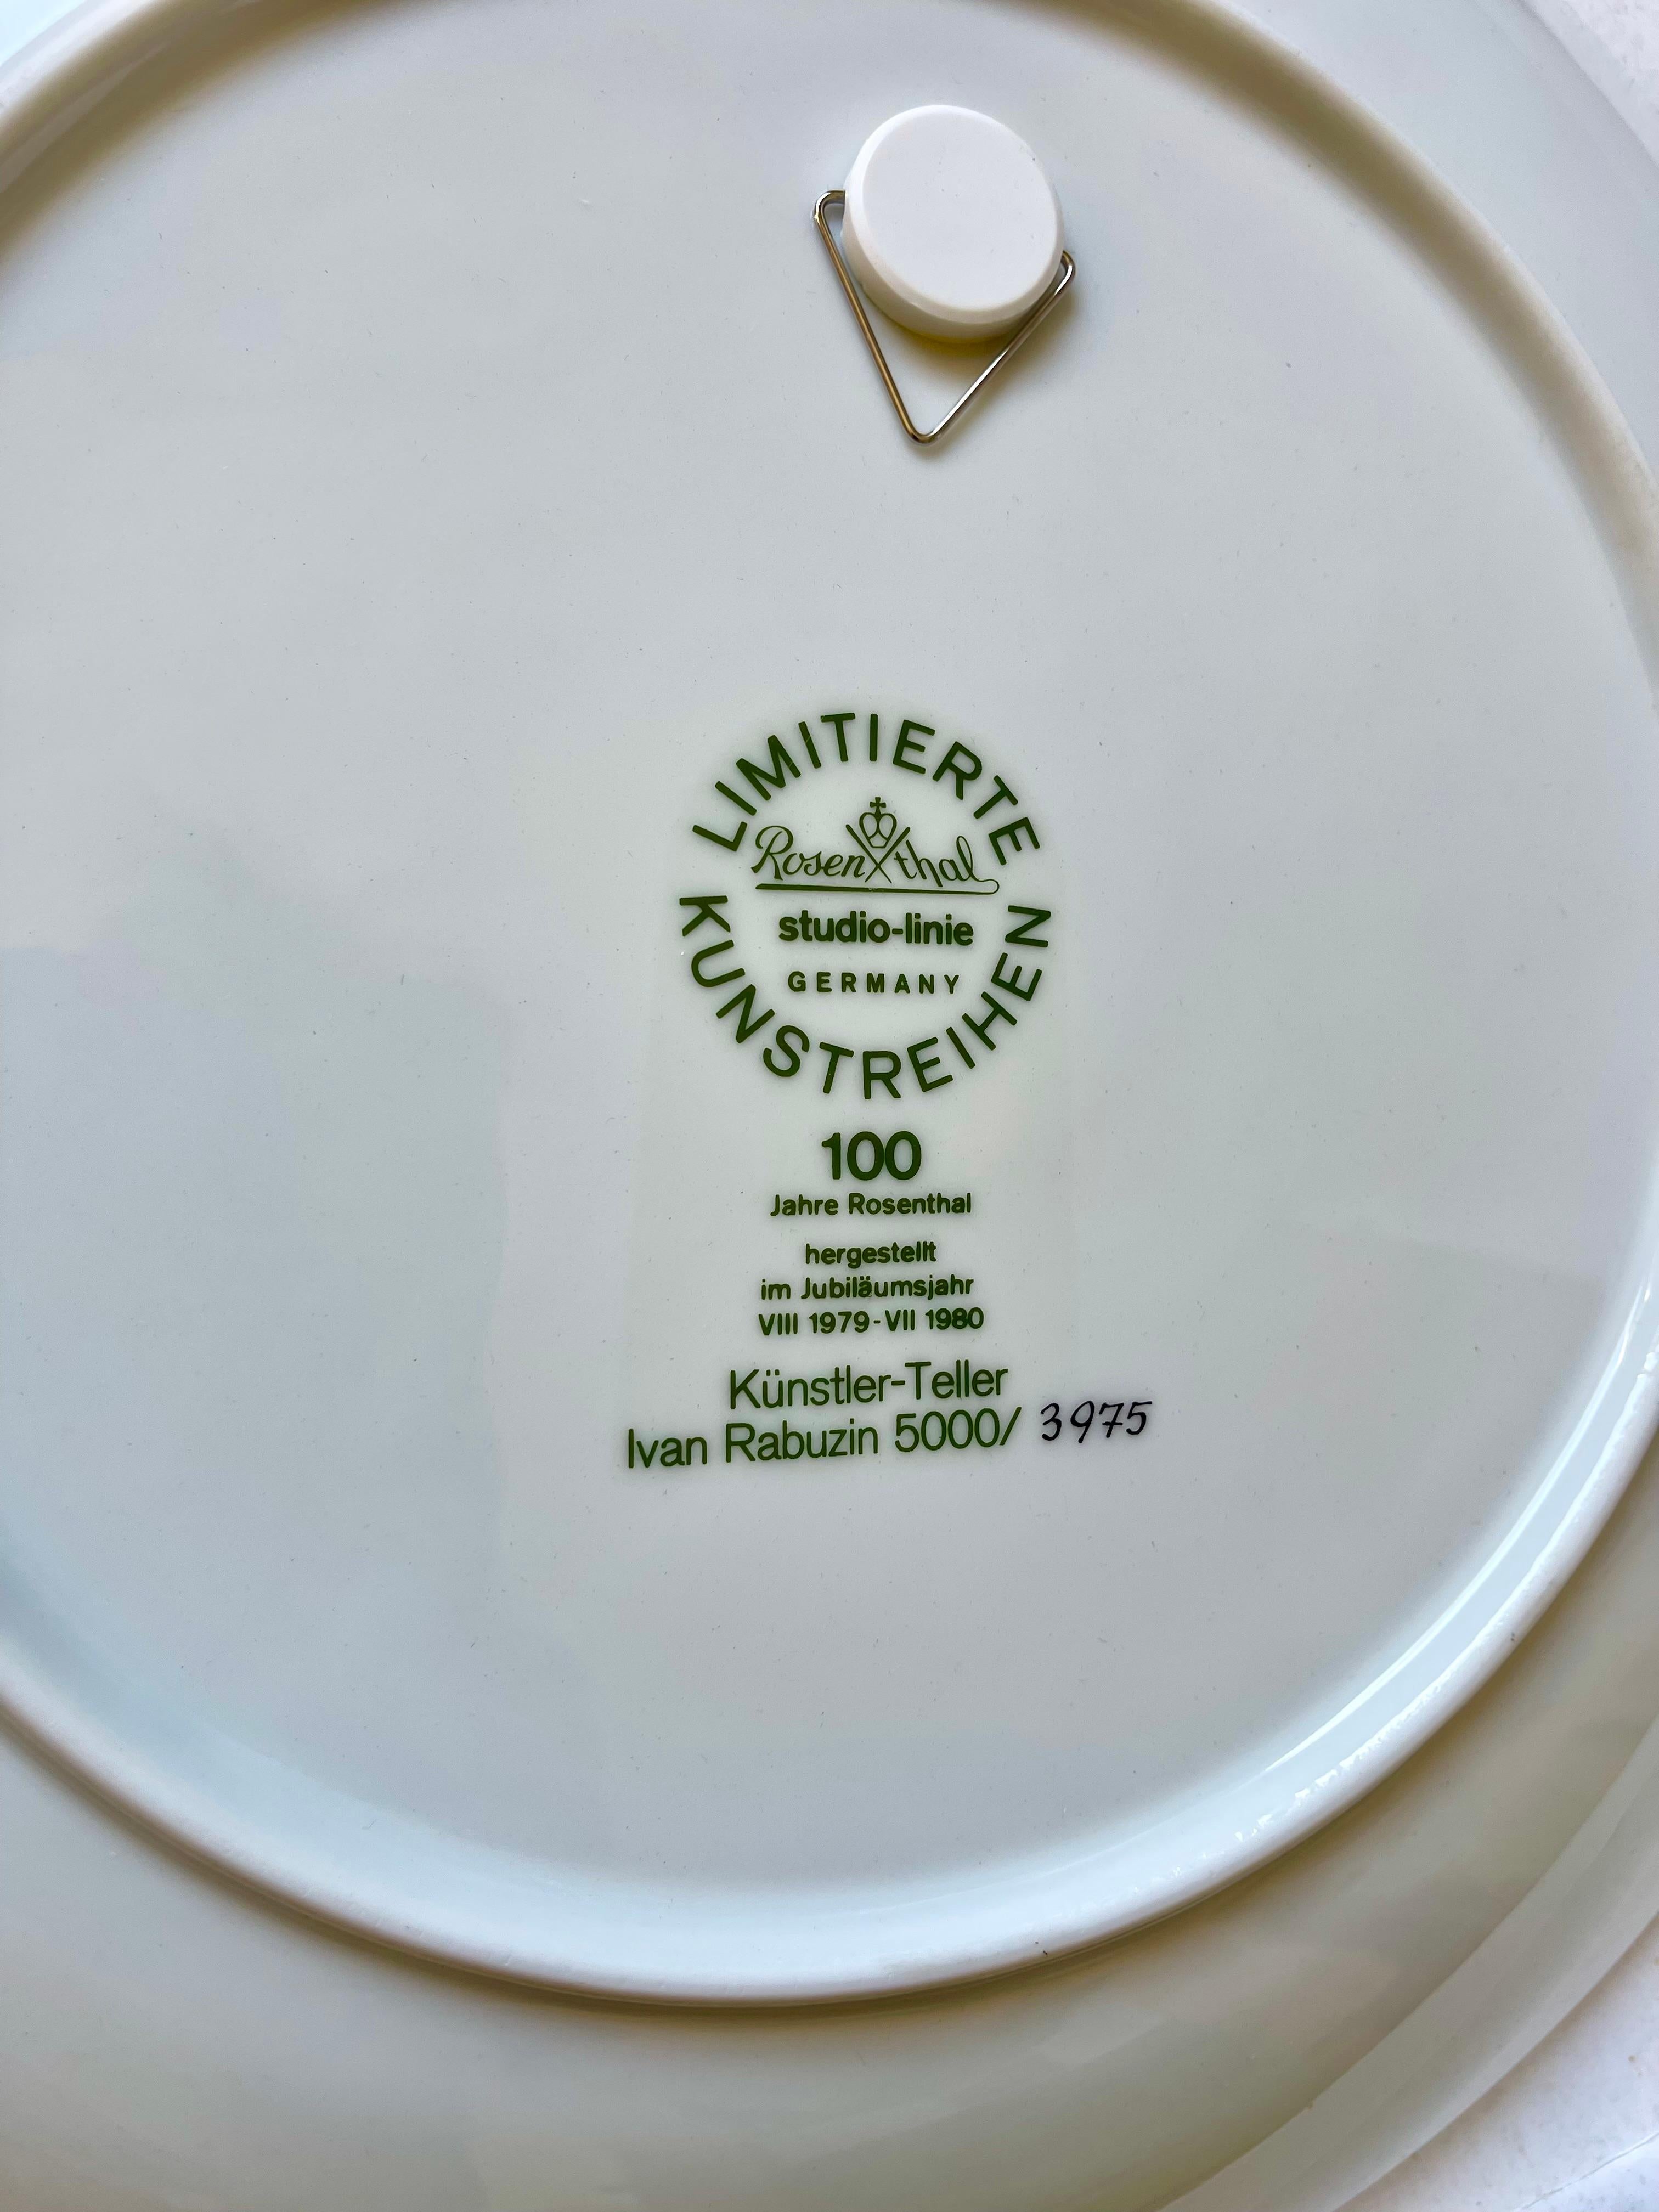 LIMITIERTE
Rosenthal
studio-linie
GERMANY
KUNSTREIHEN
100
Jahre Rosenthal
hergestellt
im Jubiläumsjahr
VIII 1979-VII 1980
Künstler-Teller
Ivan Rabuzin 5000/ 3975